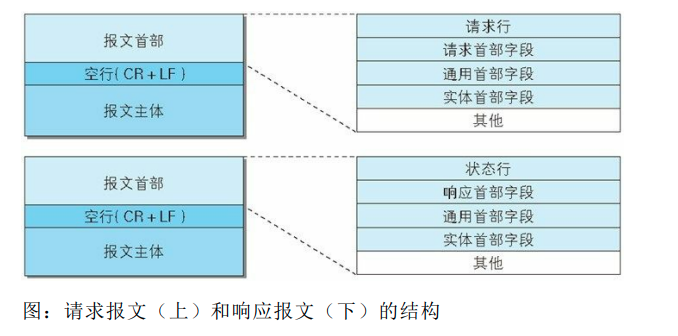 报文首部
空行(CR+LF)
报文主体
请求行
请求首部字段
通用首部字段
实体首部字段
其他
报文首部
空行(CR+LF)
报文主体
状态行
响应首部字段
通用首部字段
实体首部字段
其他
图：请求报文（上）和响应报文（下）的结构